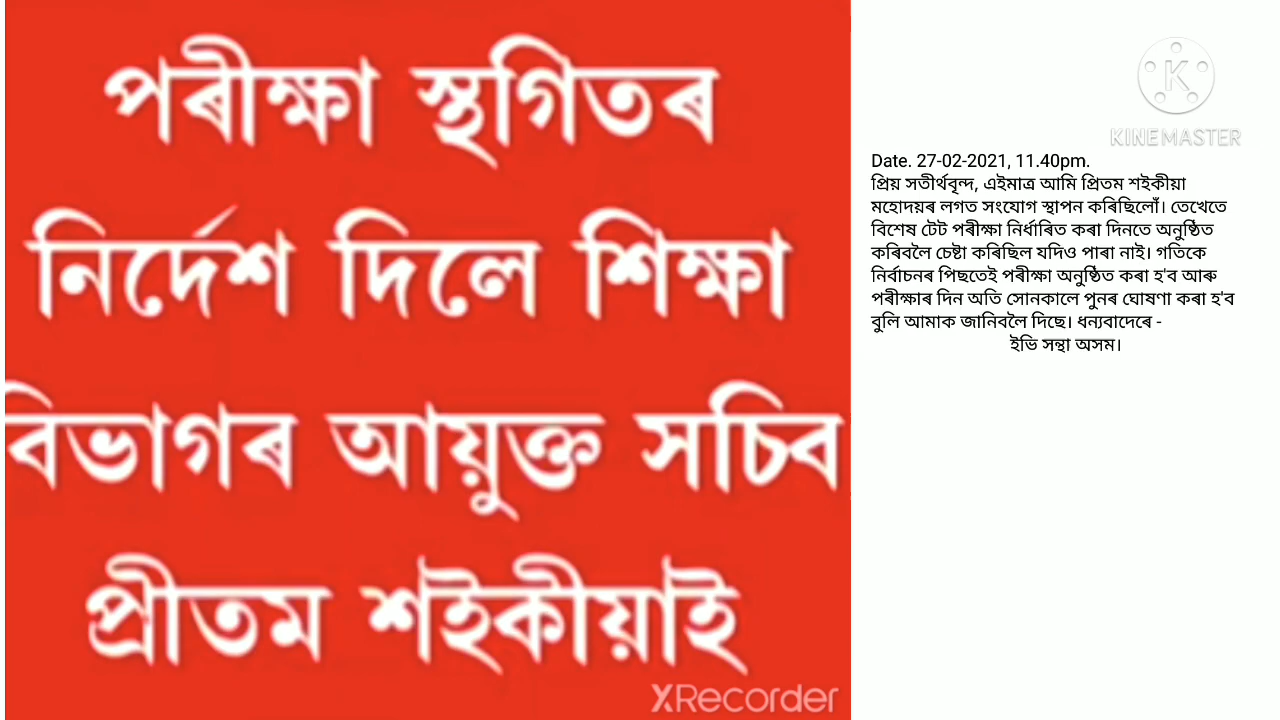 পৰীক্ষা স্থগিতৰ
নিৰ্দেশ দিলে শিক্ষা
বিভাগৰ আয়ুক্ত সচিব
প্ৰীতম শইকীয়াই
XRecorder
K
KINEMASTER
Date. 27-02-2021, 11.40pm.
প্ৰিয় সতীৰ্থবৃন্দ, এইমাত্ৰ আমি প্ৰিতম শইকীয়া
মহোদয়ৰ লগত সংযোগ স্থাপন কৰিছিলোঁ। তেখেতে
বিশেষ টেট পৰীক্ষা নিৰ্ধাৰিত কৰা দিনতে অনুষ্ঠিত
কৰিবলৈ চেষ্টা কৰিছিল যদিও পাৰা নাই। গতিকে
নিৰ্বাচনৰ পিছতেই পৰীক্ষা অনুষ্ঠিত কৰা হ'ব আৰু
পৰীক্ষাৰ দিন অতি সোনকালে পুনৰ ঘোষণা কৰা হ'ব
বুলি আমাক জানিবলৈ দিছে। ধন্যবাদেৰে -
ইভি সন্থা অসম।